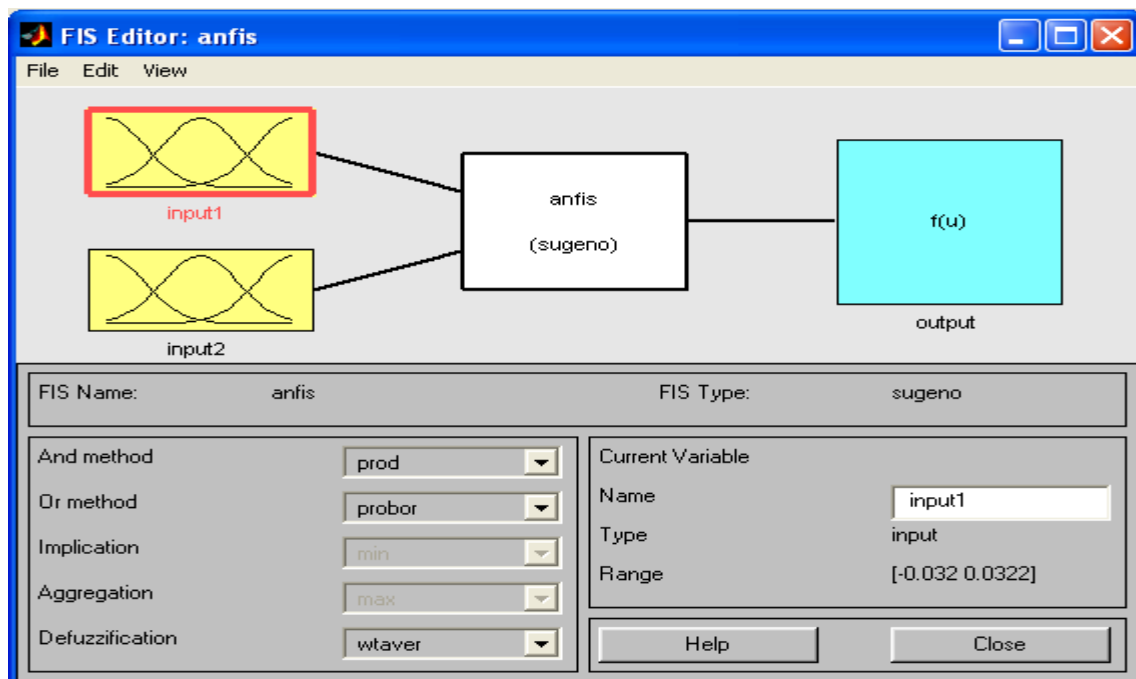 FIS Editor: anfis
File Edit View
input1
input2
anfis
(sugeno)
f(u)
output
FIS Name: anfis FIS Type: sugeno
And method prod
Or method probor
Implication min
Aggregation max
Defuzzification wtaver
Current Variable
Name input1
Type input
Range [-0.032 0.0322]
Help Close